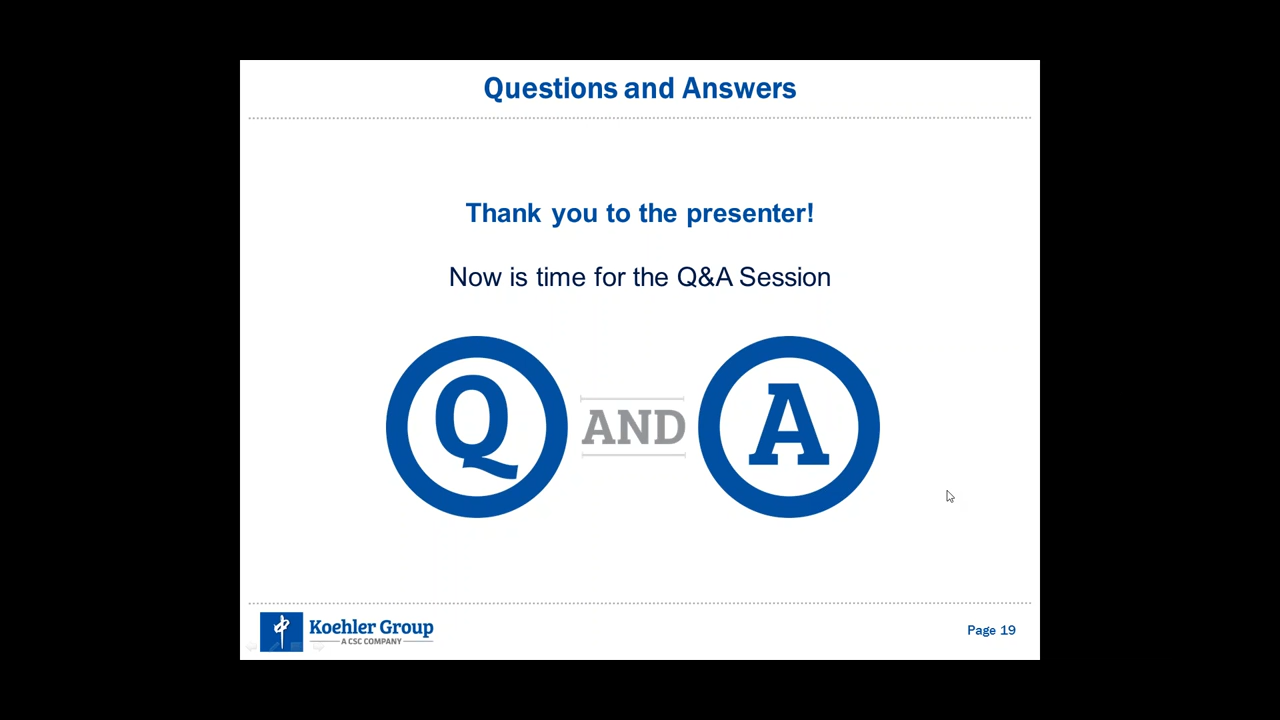 Questions and Answers
Thank you to the presenter!
Now is time for the Q&A Session
Q AND A
Koehler Group
A CSC COMPANY
Page 19